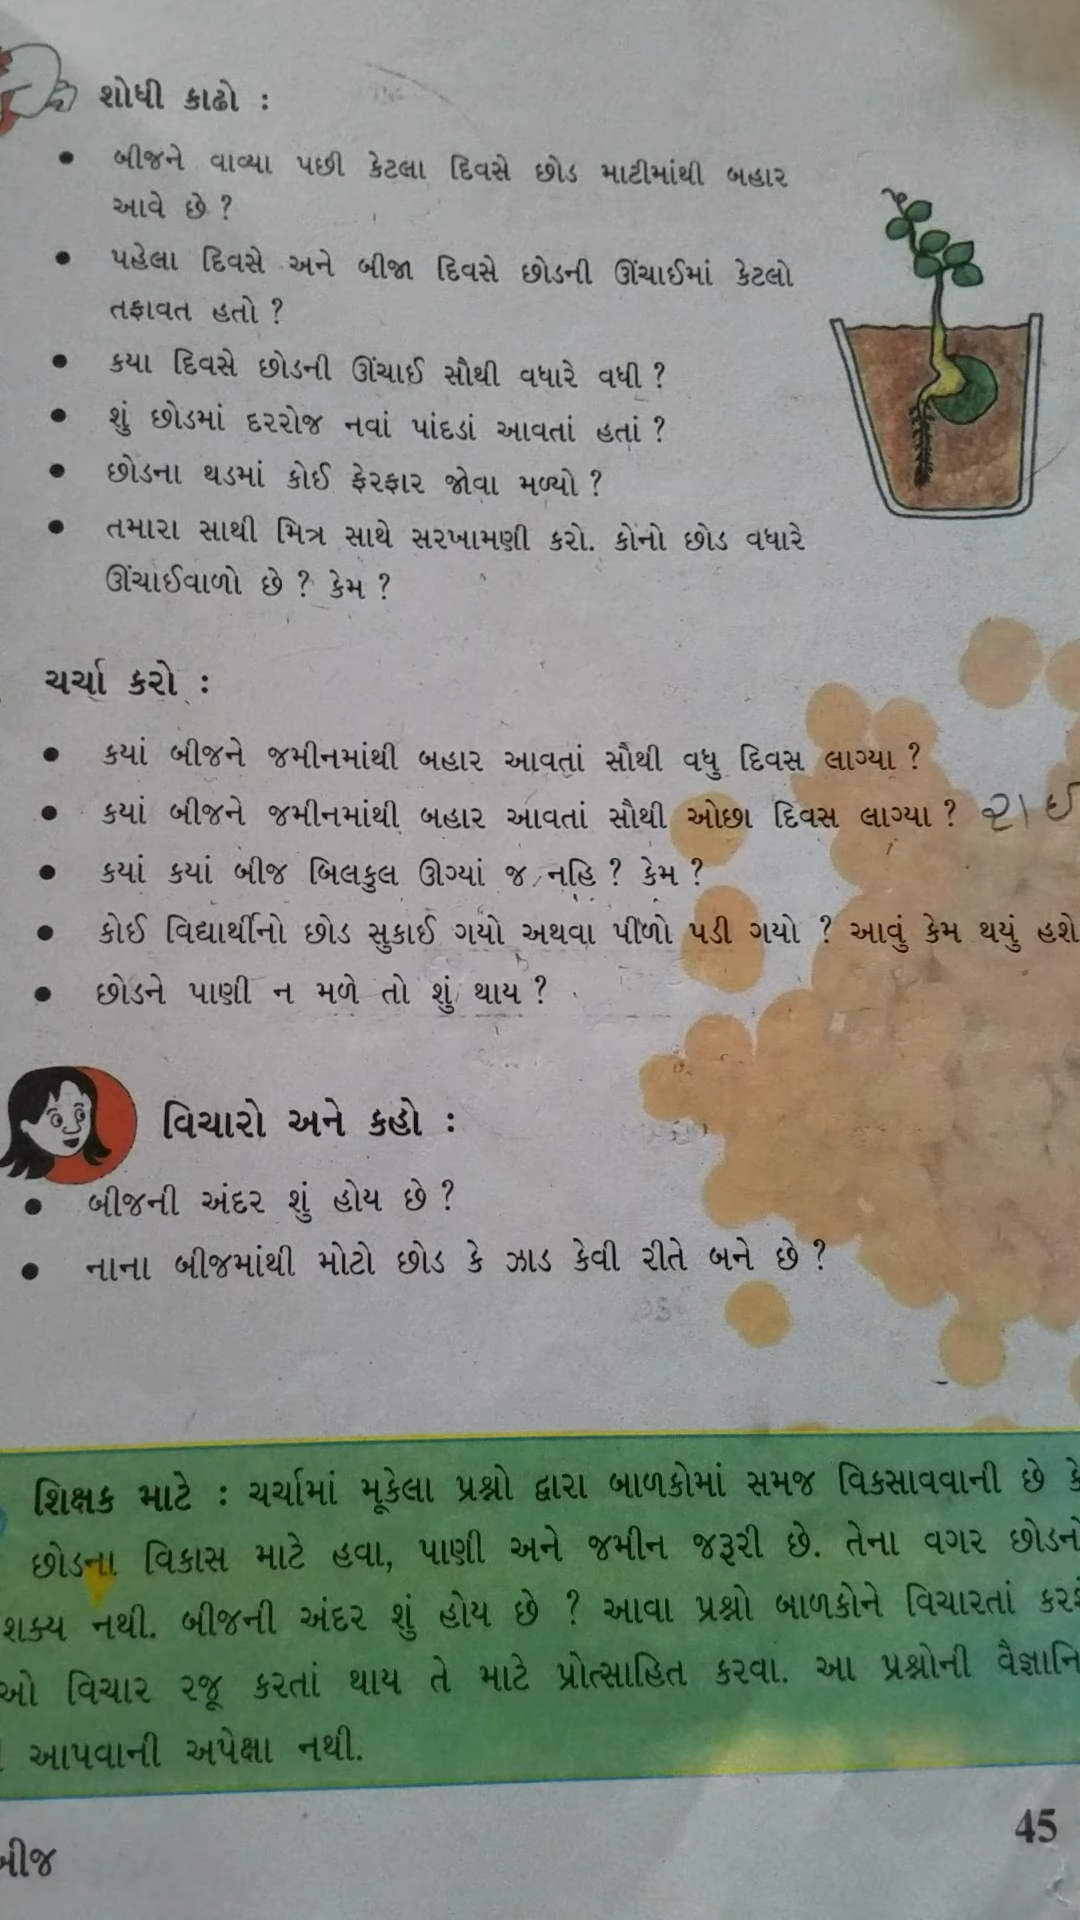 શોધી કાઢો :
• બીજને વાવ્યા પછી કેટલા દિવસે છોડ માટીમાંથી બહાર
આવે છે ?
• પહેલા દિવસે અને બીજા દિવસે છોડની ઊંચાઈમાં કેટલો
તફાવત હતો ?
• કયા દિવસે છોડની ઊંચાઈ સૌથી વધારે વધી ?
• શું છોડમાં દરરોજ નવાં પાંદડાં આવતાં હતાં ?
• છોડના થડમાં કોઈ ફેરફાર જોવા મળ્યો ?
• તમારા સાથી મિત્ર સાથે સરખામણી કરો. કોનો છોડ વધારે
ઊંચાઈવાળો છે ? કેમ ?
ચર્ચા કરો :
• કયાં બીજને જમીનમાંથી બહાર આવતાં સૌથી વધુ દિવસ લાગ્યા ?
• કયાં બીજને જમીનમાંથી બહાર આવતાં સૌથી ઓછા દિવસ લાગ્યા ? રાઈ
• કયાં કયાં બીજ બિલકુલ ઊગ્યાં જ નહિ ? કેમ ?
• કોઈ વિદ્યાર્થીનો છોડ સુકાઈ ગયો અથવા પીળો પડી ગયો ? આવું કેમ થયું હશે
• છોડને પાણી ન મળે તો શું થાય ?
વિચારો અને કહો :
• બીજની અંદર શું હોય છે ?
• નાના બીજમાંથી મોટો છોડ કે ઝાડ કેવી રીતે બને છે ?
શિક્ષક માટે : ચર્ચામાં મૂકેલા પ્રશ્નો દ્વારા બાળકોમાં સમજ વિકસાવવાની છે કે
છોડના વિકાસ માટે હવા, પાણી અને જમીન જરૂરી છે. તેના વગર છોડનો
શક્ય નથી. બીજની અંદર શું હોય છે ? આવા પ્રશ્નો બાળકોને વિચારતાં કરશે
ઓ વિચાર રજૂ કરતાં થાય તે માટે પ્રોત્સાહિત કરવા. આ પ્રશ્નોની વૈજ્ઞાનિ
આપવાની અપેક્ષા નથી.
45
બીજ